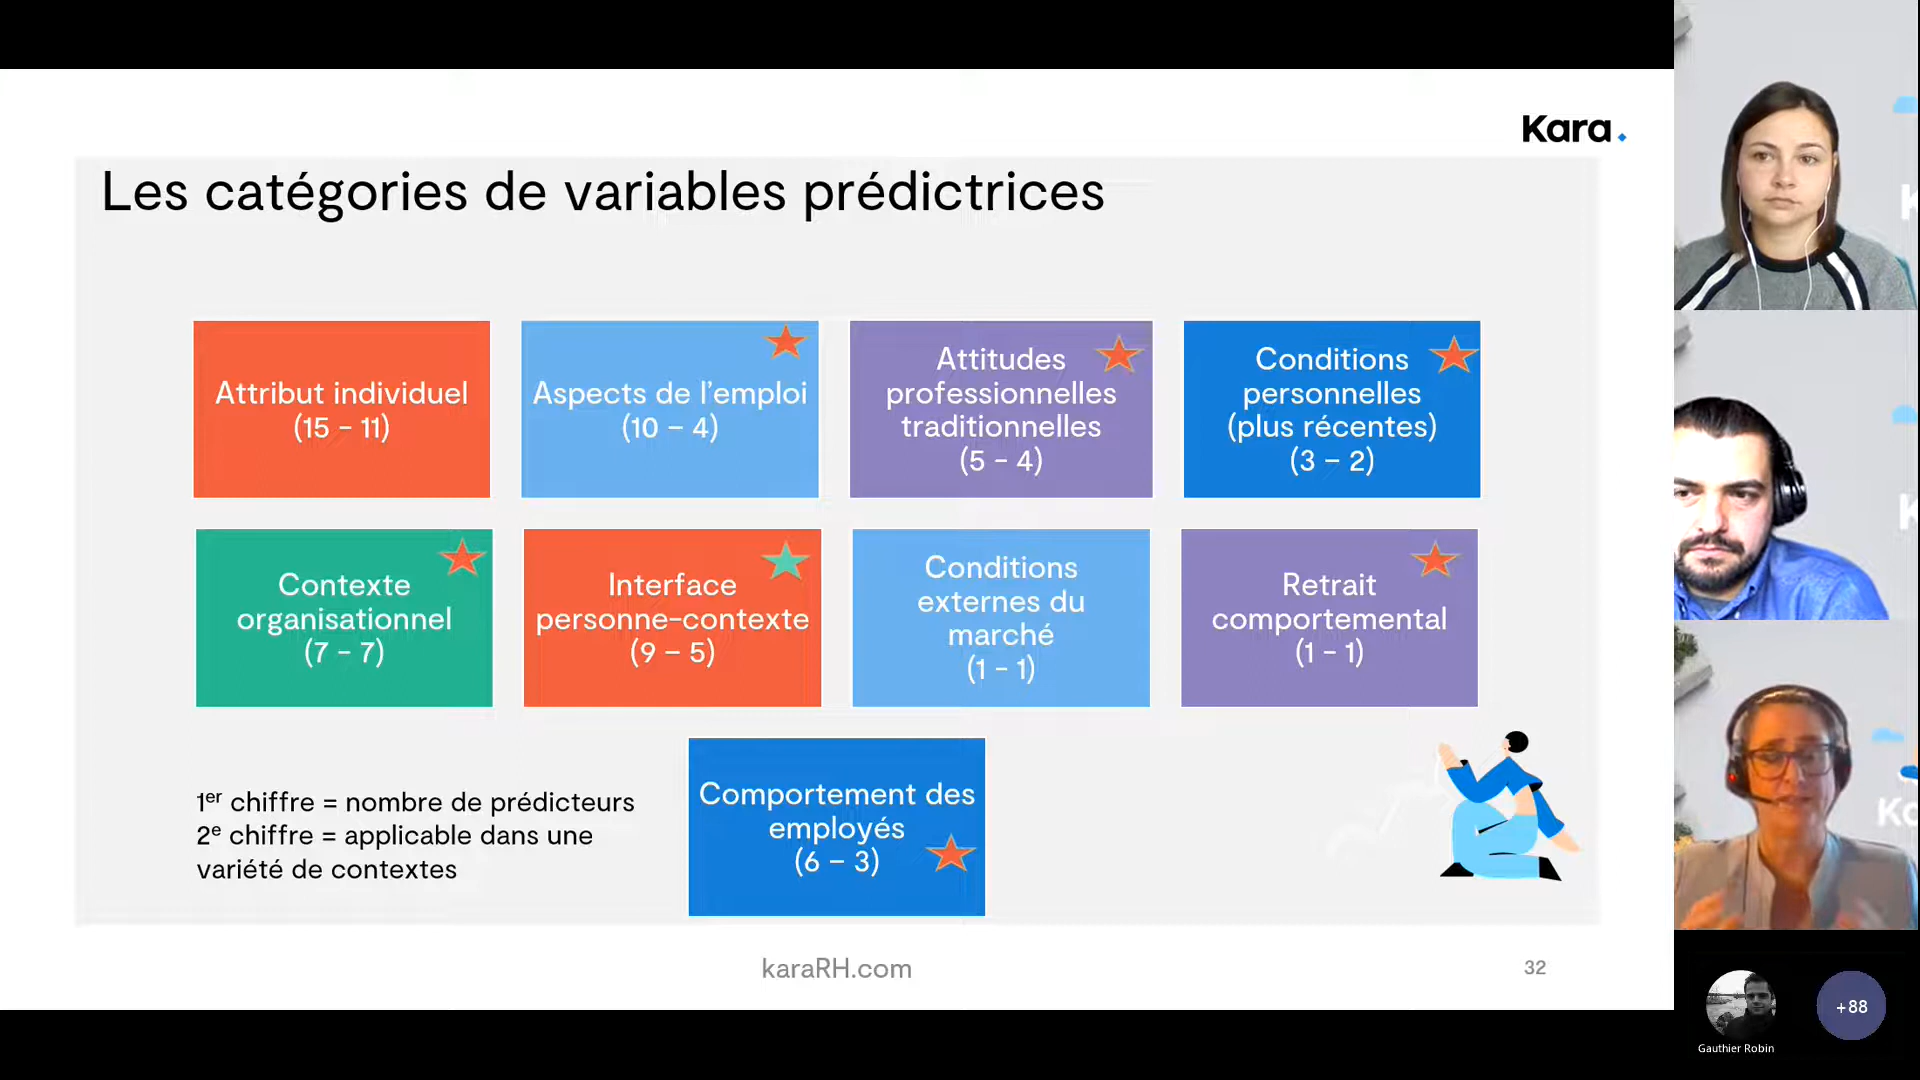 Kara.
Les catégories de variables prédictrices
Attribut individuel
(15 - 11)
Aspects de l'emploi
(10 – 4)
Attitudes
professionnelles
traditionnelles
(5 - 4)
Conditions
personnelles
(plus récentes)
(3 – 2)
Contexte
organisationnel
(7 - 7)
Interface
personne-contexte
(9 – 5)
Conditions
externes du
marché
(1 - 1)
Retrait
comportemental
(1 - 1)
1er chiffre = nombre de prédicteurs
2e chiffre = applicable dans une
variété de contextes
Comportement des
employés
(6 – 3)
karaRH.com
32
+88
Gauthier Robin